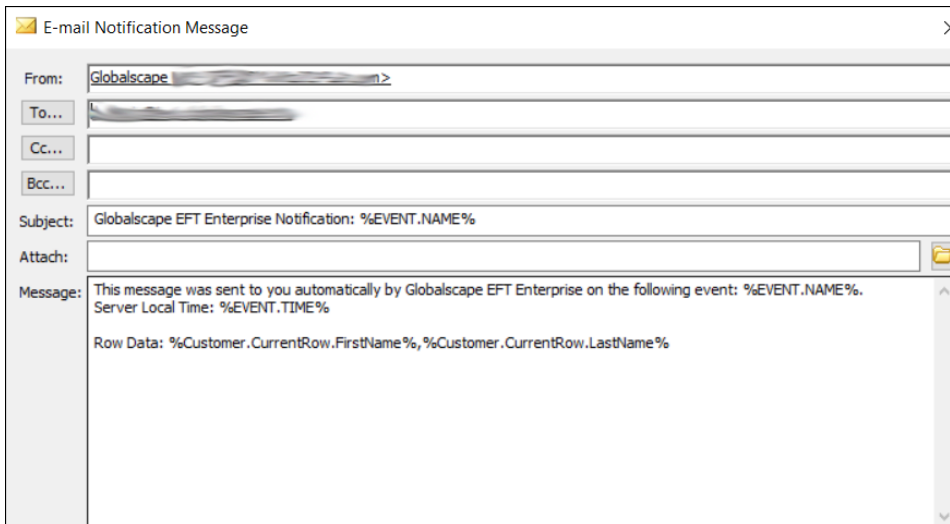 E-mail Notification Message
From: Globalscape n>
To...
Cc...
Bcc...
Subject: Globalscape EFT Enterprise Notification: %EVENT.NAME%
Attach:
Message: This message was sent to you automatically by Globalscape EFT Enterprise on the following event: %EVENT.NAME%.
Server Local Time: %EVENT.TIME%
Row Data: %Customer.CurrentRow.FirstName%,%Customer.CurrentRow.LastName%